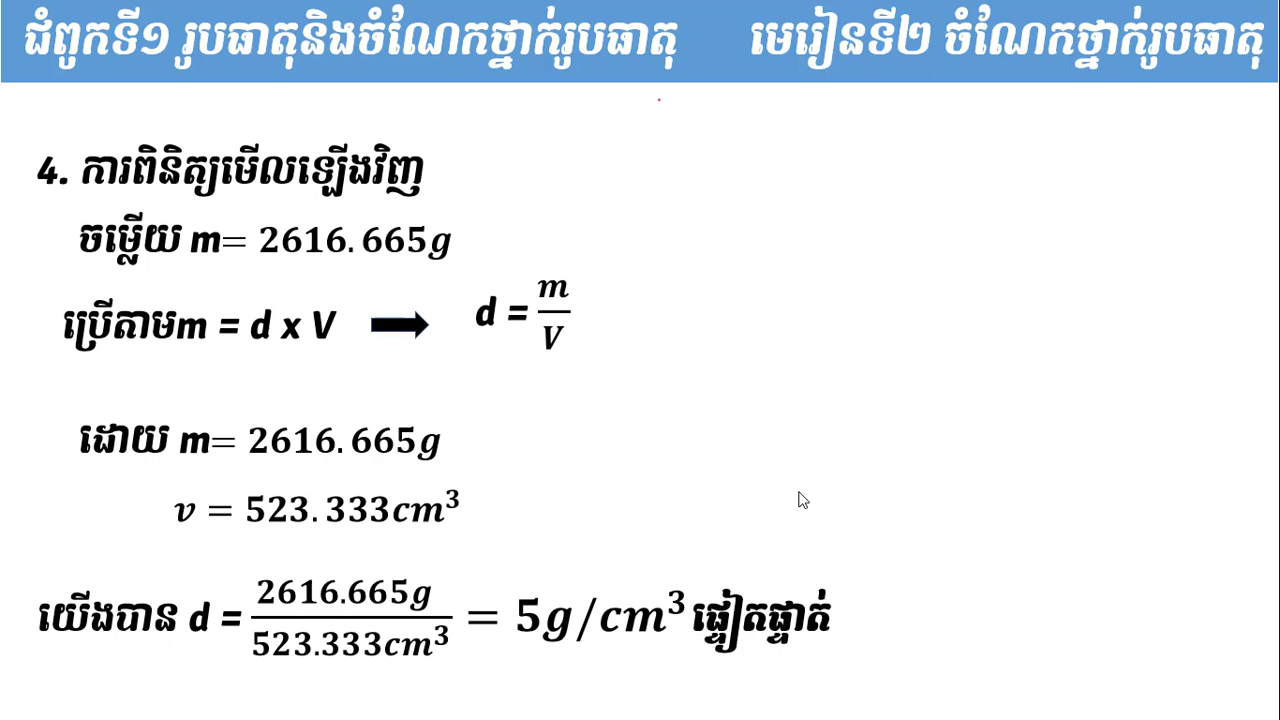 ជំពូកទី១ រូបធាតុនិងចំណែកថ្នាក់រូបធាតុ មេរៀនទី២ ចំណែកថ្នាក់រូបធាតុ
4. ការពិនិត្យមើលឡើងវិញ
ចម្លើយ m= 2616.665g
ប្រើតាមm = d x V ➡ d = m/V
ដោយ m= 2616.665g
v = 523.333cm³
យើងបាន d = 2616.665g/523.333cm³ = 5g/cm³ ផ្ទៀតផ្ទាត់